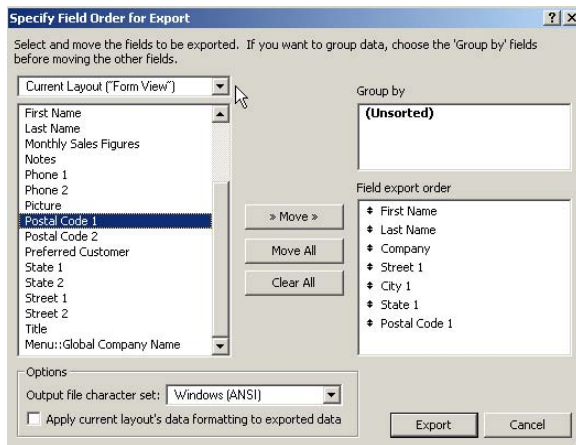 Specify Field Order for Export
Select and move the fields to be exported. If you want to group data, choose the 'Group by' fields
before moving the other fields.
Current Layout ("Form View")
First Name
Last Name
Monthly Sales Figures
Notes
Phone 1
Phone 2
Picture
Postal Code 1
Postal Code 2
Preferred Customer
State 1
State 2
Street 1
Street 2
Title
Menu::Global Company Name
» Move »
Move All
Clear All
Group by
(Unsorted)
Field export order
First Name
Last Name
Company
Street 1
City 1
State 1
Postal Code 1
Options
Output file character set: Windows (ANSI)
Apply current layout's data formatting to exported data
Export
Cancel